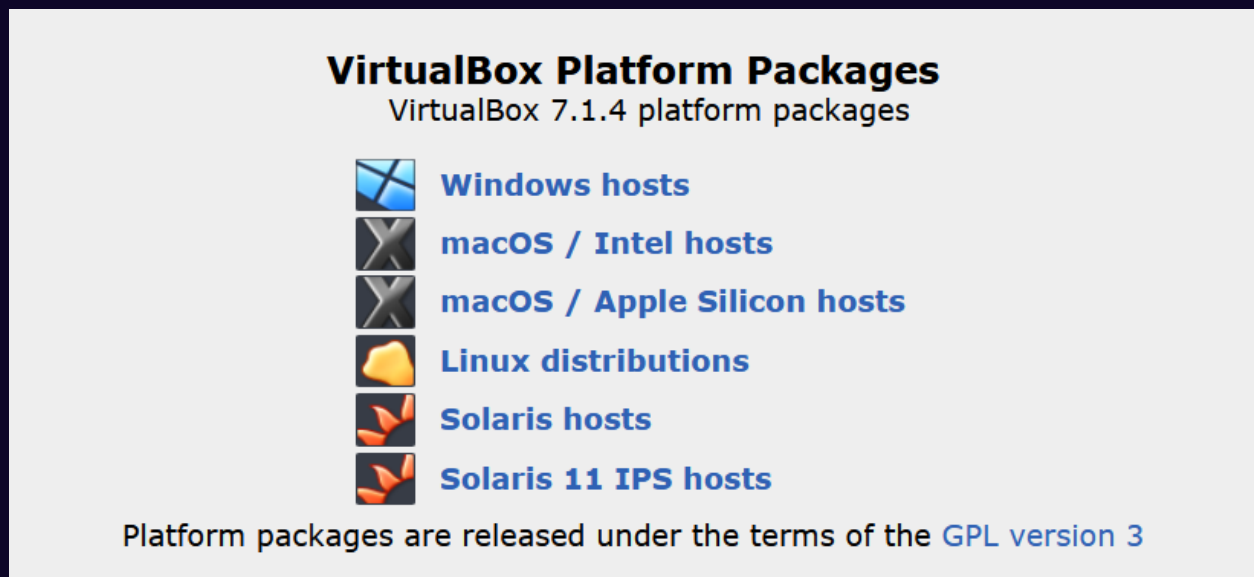 VirtualBox Platform Packages
VirtualBox 7.1.4 platform packages
Windows hosts
macOS / Intel hosts
macOS / Apple Silicon hosts
Linux distributions
Solaris hosts
Solaris 11 IPS hosts
Platform packages are released under the terms of the GPL version 3